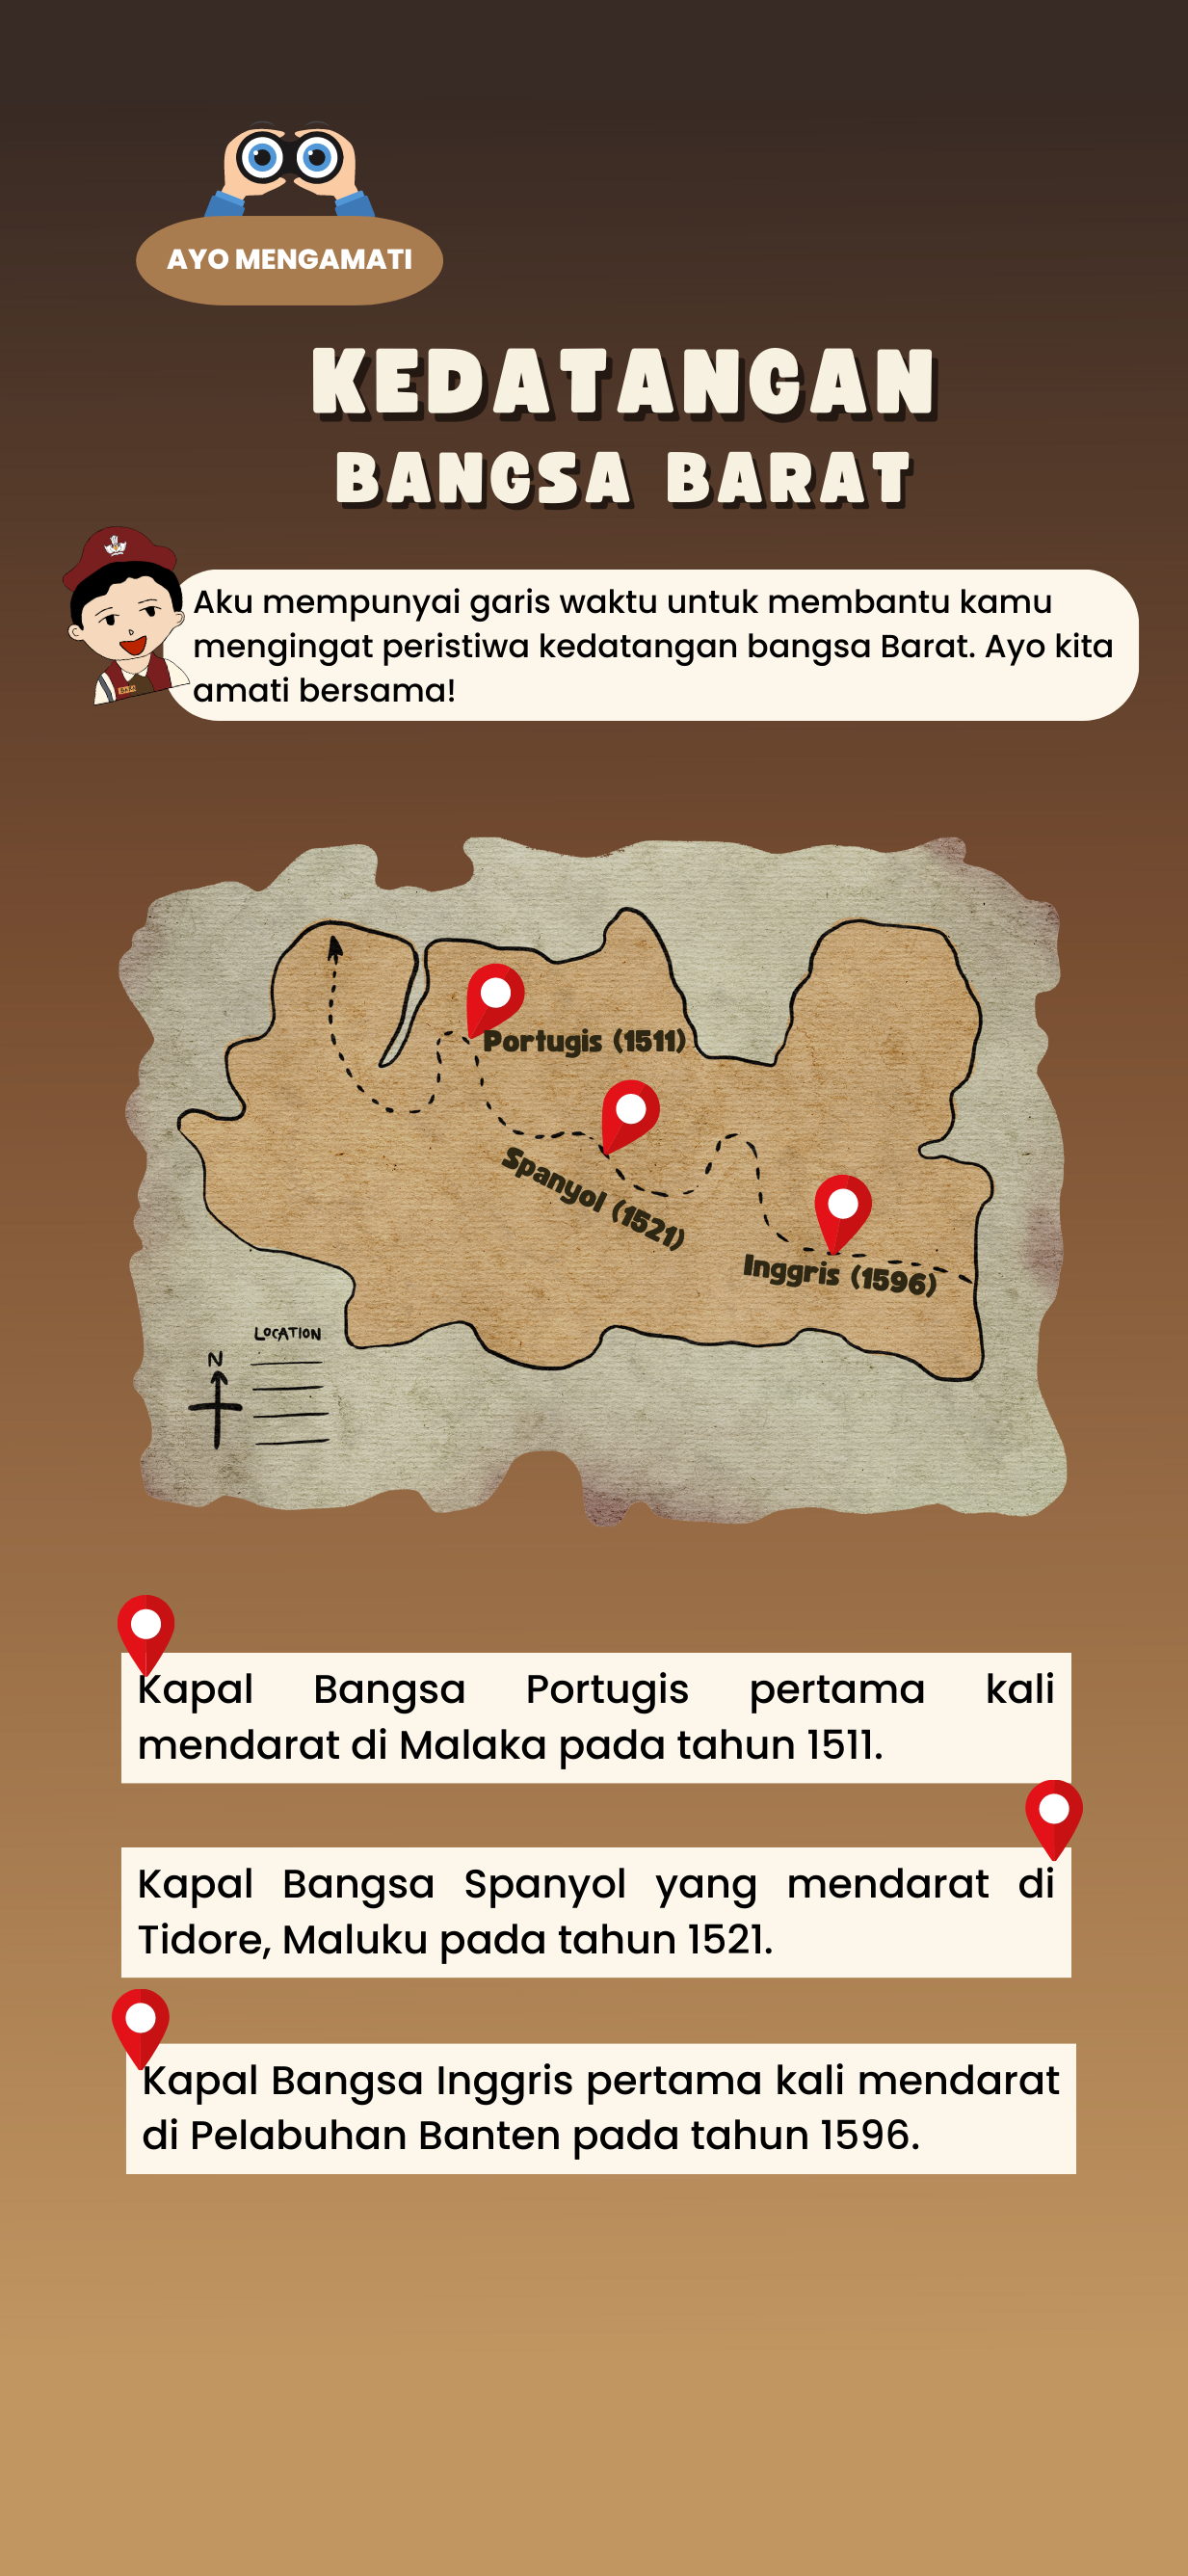 AYO MENGAMATI
KEDATANGAN
BANGSA BARAT
Aku mempunyai garis waktu untuk membantu kamu
mengingat peristiwa kedatangan bangsa Barat. Ayo kita
amati bersama!
Portugis (1511)
Spanyol (1521)
Inggris (1596)
LOCATION
N
Kapal Bangsa Portugis pertama kali
mendarat di Malaka pada tahun 1511.
Kapal Bangsa Spanyol yang mendarat di
Tidore, Maluku pada tahun 1521.
Kapal Bangsa Inggris pertama kali mendarat
di Pelabuhan Banten pada tahun 1596.